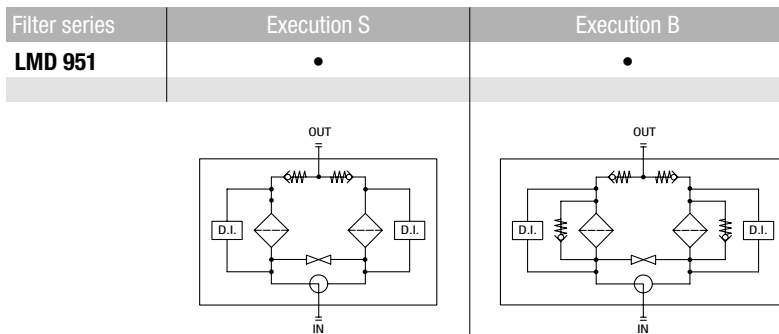 Filter series Execution S Execution B
LMD 951 • •
OUT OUT
D.I. D.I. D.I. D.I.
IN IN